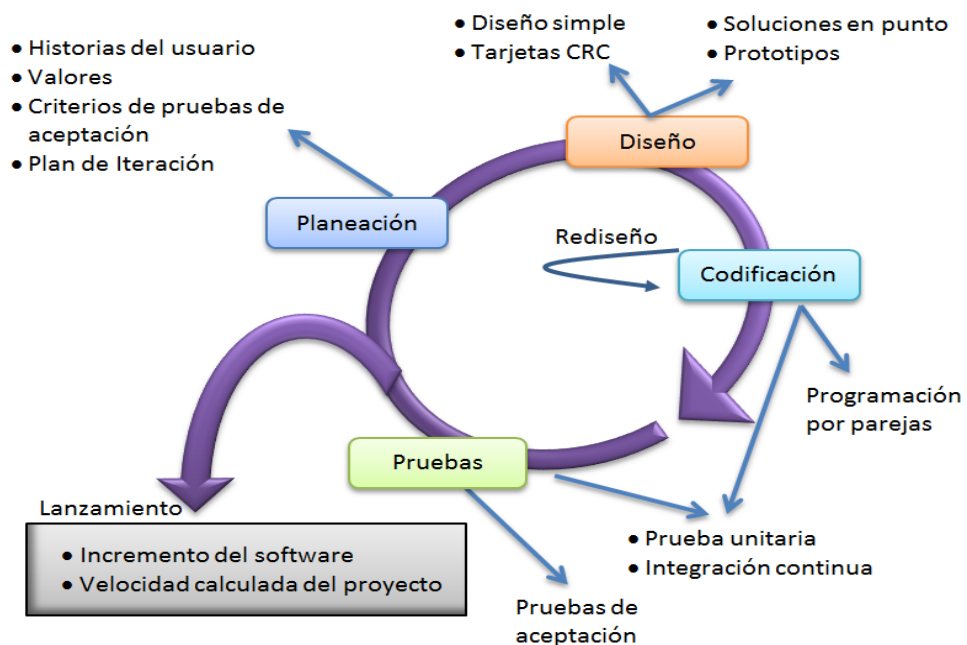 • Diseño simple
• Tarjetas CRC
• Soluciones en punto
• Prototipos
• Historias del usuario
• Valores
• Criterios de pruebas de
aceptación
• Plan de Iteración
Diseño
Planeación
Rediseño
Codificación
Programación
por parejas
Pruebas
Lanzamiento
• Incremento del software
• Velocidad calculada del proyecto
• Prueba unitaria
• Integración continua
Pruebas de
aceptación